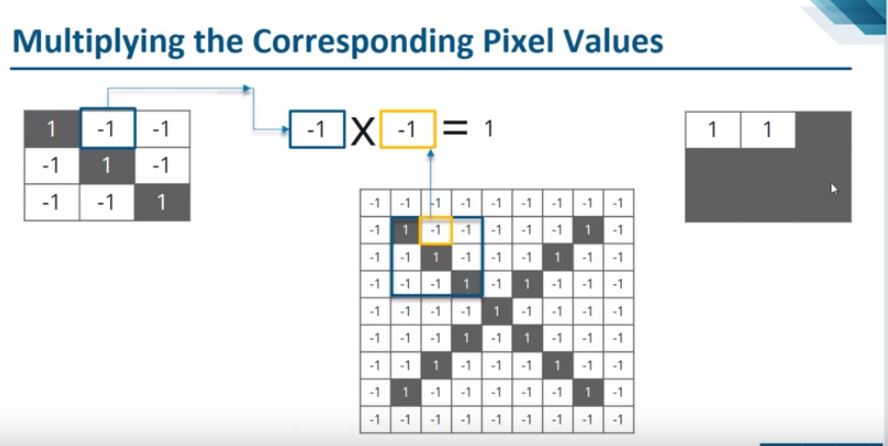 Multiplying the Corresponding Pixel Values
1 -1 -1
-1 1 -1
-1 -1 1
-1 X -1 = 1
1 1
-1 -1 -1 -1 -1 -1 -1 -1 -1
-1 1 -1 -1 -1 -1 -1 1 -1
-1 -1 1 -1 -1 -1 1 -1 -1
-1 -1 -1 1 -1 1 -1 -1 -1
-1 -1 -1 -1 1 -1 -1 -1 -1
-1 -1 -1 1 -1 1 -1 -1 -1
-1 -1 1 -1 -1 -1 1 -1 -1
-1 1 -1 -1 -1 -1 -1 1 -1
-1 -1 -1 -1 -1 -1 -1 -1 -1